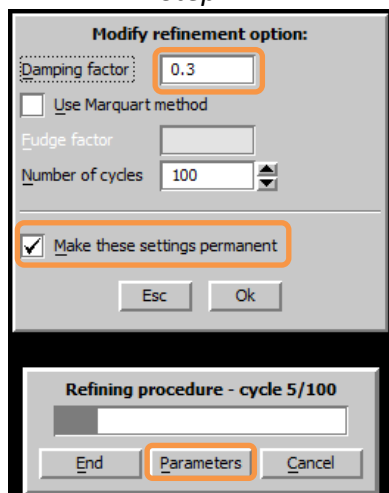 Step
Modify refinement option:
Damping factor 0.3
Use Marquart method
Fudge factor
Number of cycles 100
Make these settings permanent
Esc Ok
Refining procedure - cycle 5/100
End Parameters Cancel